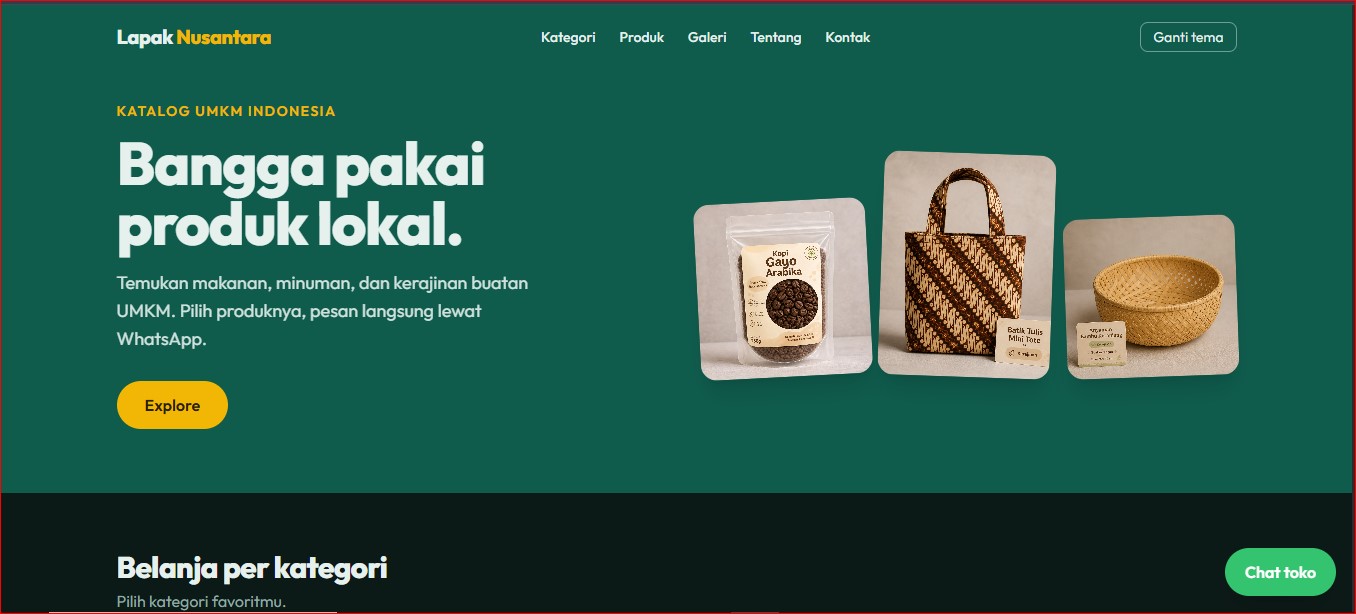 Lapak Nusantara
Kategori Produk Galeri Tentang Kontak
Ganti tema
KATALOG UMKM INDONESIA
Bangga pakai
produk lokal.
Temukan makanan, minuman, dan kerajinan buatan
UMKM. Pilih produknya, pesan langsung lewat
WhatsApp.
Explore
Kopi
Gayo
Arabika
Batik Tulis
Mini Tote
Belanja per kategori
Pilih kategori favoritmu.
Chat toko